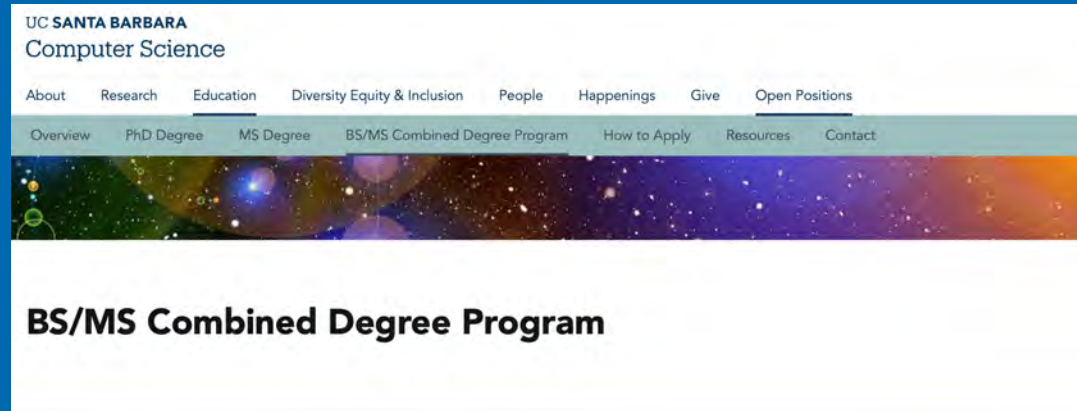 UC SANTA BARBARA
Computer Science
About Research Education Diversity Equity & Inclusion People Happenings Give Open Positions
Overview PhD Degree MS Degree BS/MS Combined Degree Program How to Apply Resources Contact
BS/MS Combined Degree Program